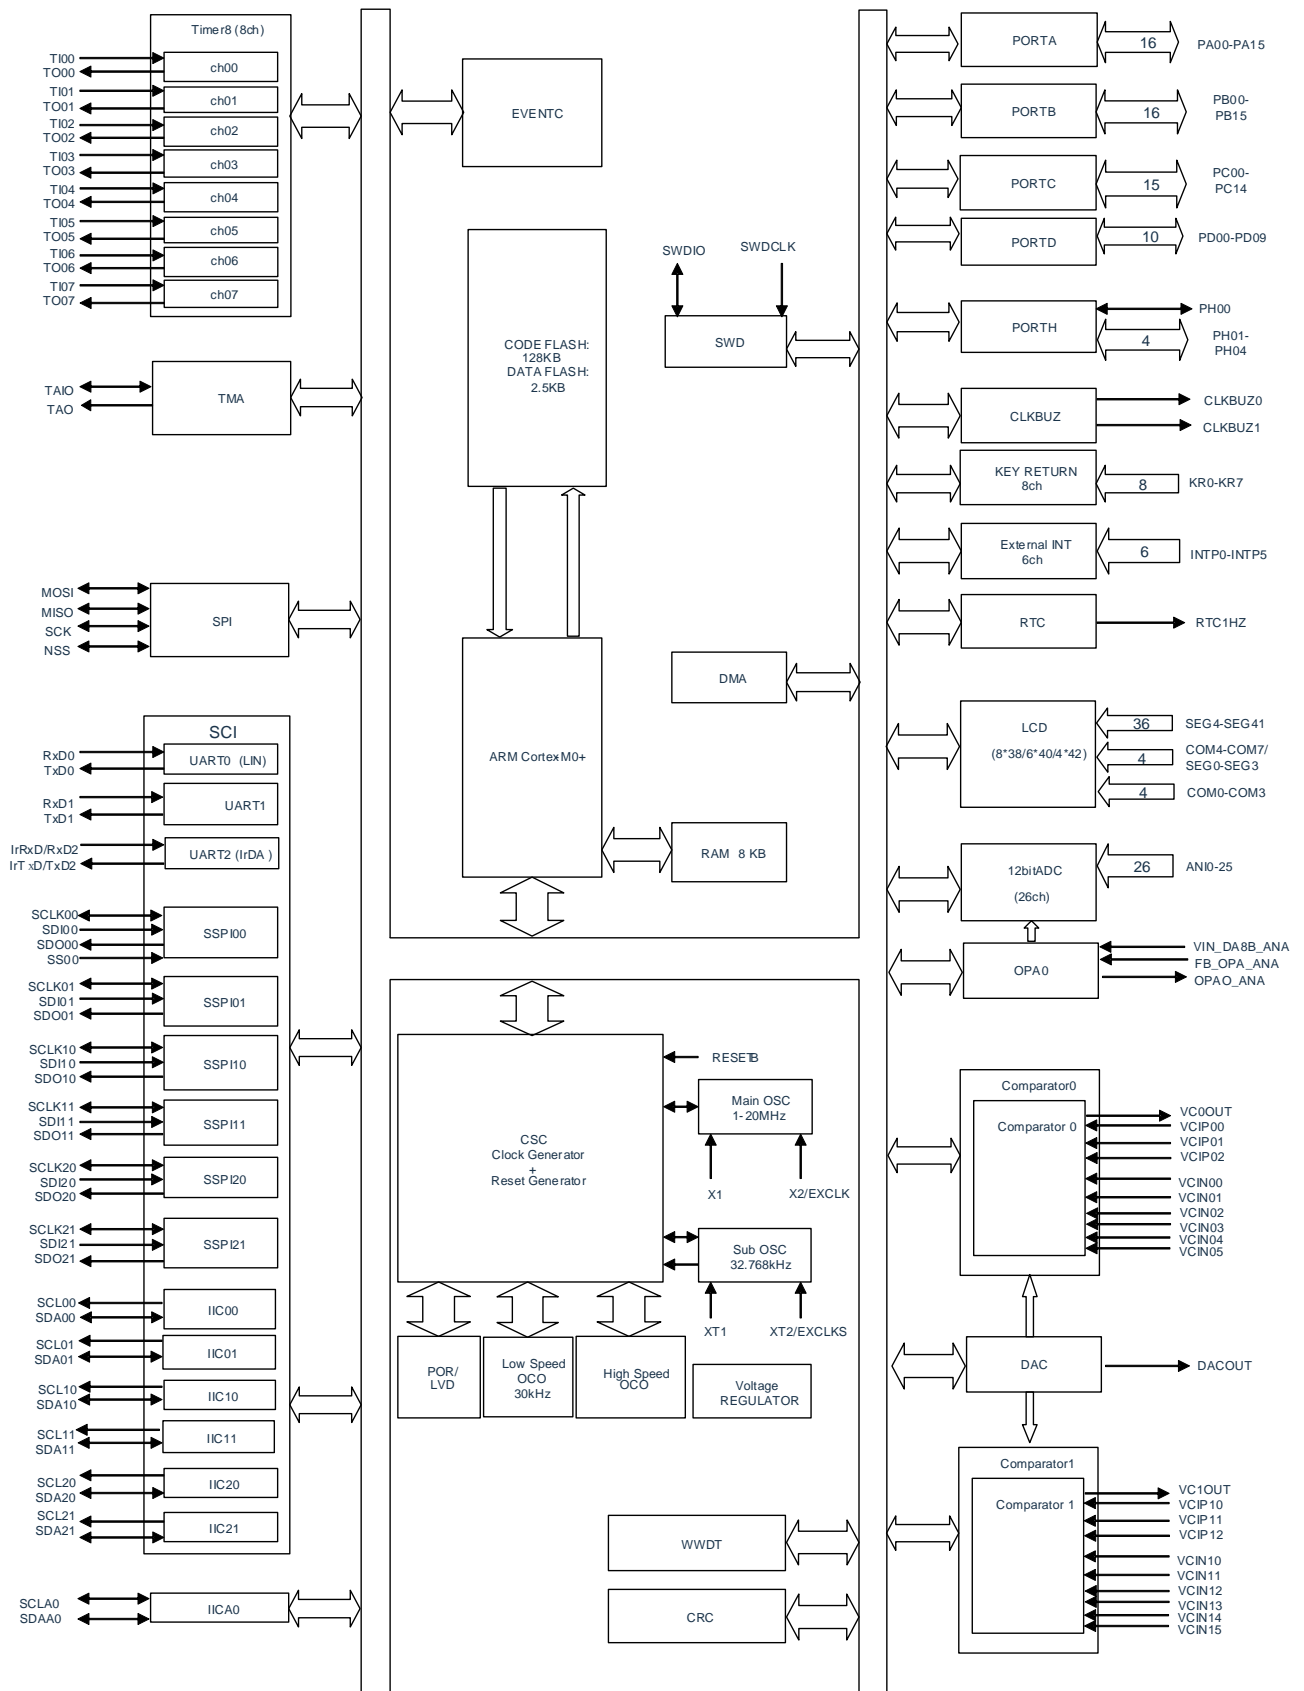 Timer8 (8ch)
TI00
TO00
ch00
TI01
TO01
ch01
TI02
TO02
ch02
TI03
TO03
ch03
TI04
TO04
ch04
TI05
TO05
ch05
TI06
TO06
ch06
TI07
TO07
ch07
TAIO
TAO
TMA
MOSI
MISO
SCK
NSS
SPI
SCI
RxD0
TxD0
UART0 (LIN)
RxD1
TxD1
UART1
IrRxD/RxD2
IrTxD/TxD2
UART2 (IrDA )
SCLK00
SDI00
SDO00
SS00
SSPI00
SCLK01
SDI01
SDO01
SSPI01
SCLK10
SDI10
SDO10
SSPI10
SCLK11
SDI11
SDO11
SSPI11
SCLK20
SDI20
SDO20
SSPI20
SCLK21
SDI21
SDO21
SSPI21
SCL00
SDA00
IIC00
SCL01
SDA01
IIC01
SCL10
SDA10
IIC10
SCL11
SDA11
IIC11
SCL20
SDA20
IIC20
SCL21
SDA21
IIC21
SCLA0
SDAA0
IICA0
EVENTC
CODE FLASH:
128KB
DATA FLASH:
2.5KB
SWDIO
SWDCLK
SWD
DMA
ARM Cortex-M0+
RAM 8 KB
CSC
Clock Generator
+
Reset Generator
RESETB
Main OSC
1-20MHz
X1
X2/EXCLK
Sub OSC
32.768kHz
XT1
XT2/EXCLKS
POR/
LVD
Low Speed
OCO
30kHz
High Speed
OCO
Voltage
REGULATOR
WWDT
CRC
PORTA
16
PA00-PA15
PORTB
16
PB00-
PB15
PORTC
15
PC00-
PC14
PORTD
10
PD00-PD09
PORTH
PH00
4
PH01-
PH04
CLKBUZ
CLKBUZ0
CLKBUZ1
KEY RETURN
8ch
8
KR0-KR7
External INT
6ch
6
INTP0-INTP5
RTC
RTC1HZ
LCD
(8*38/6*40/4*42)
36
SEG4-SEG41
4
COM4-COM7/
SEG0-SEG3
4
COM0-COM3
12bitADC
(26ch)
26
ANI0-25
OPA0
VIN_DA8B_ANA
FB_OPA_ANA
OPAO_ANA
Comparator0
Comparator 0
VC0OUT
VCIP00
VCIP01
VCIP02
VCIN00
VCIN01
VCIN02
VCIN03
VCIN04
VCIN05
DAC
DACOUT
Comparator1
Comparator 1
VC1OUT
VCIP10
VCIP11
VCIP12
VCIN10
VCIN11
VCIN12
VCIN13
VCIN14
VCIN15